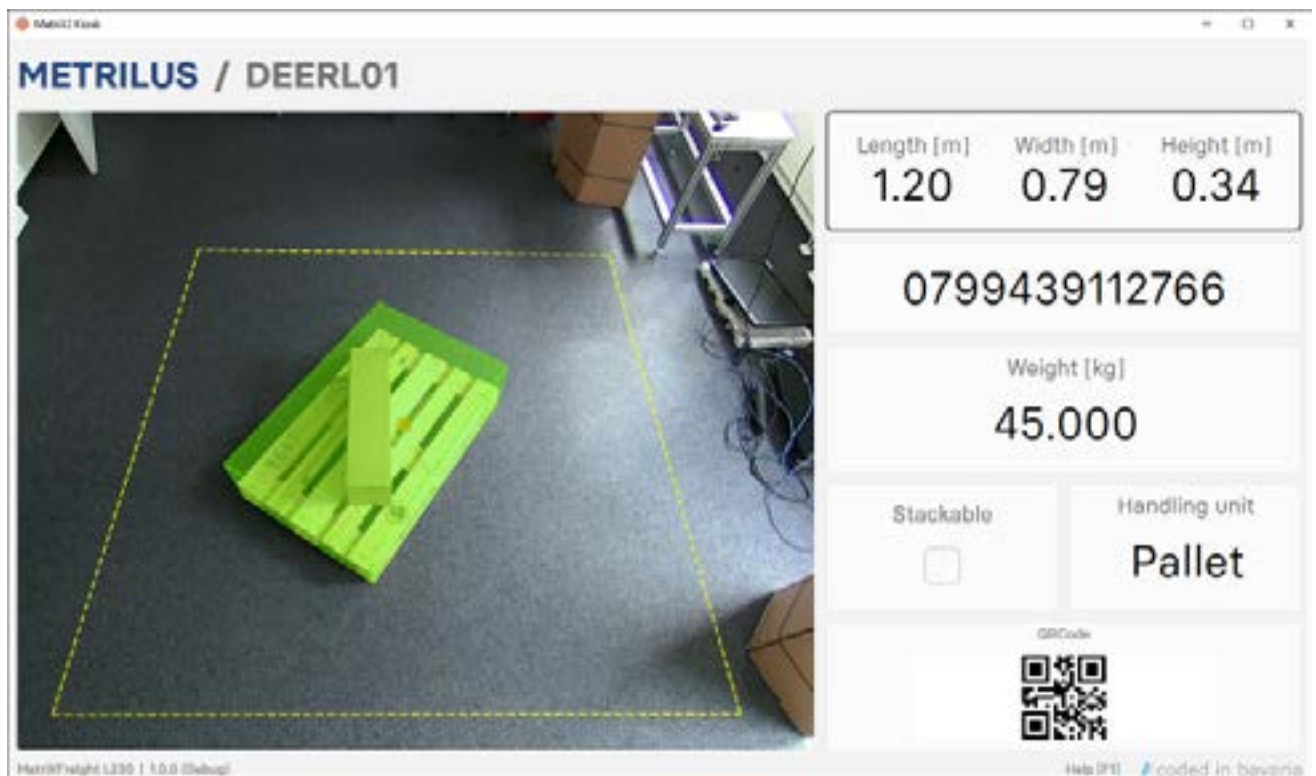 METRILUS / DEERL01
Length [m] Width [m] Height [m]
1.20 0.79 0.34
0799439112766
Weight [kg]
45.000
Stackable
Handling unit
Pallet
QRCode
Help [F1]
coded in bavaria